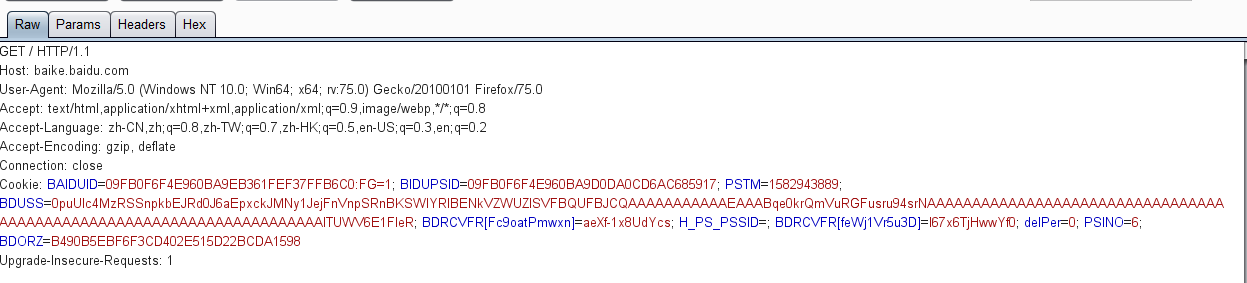 Raw Params Headers Hex
GET / HTTP/1.1
Host: baike.baidu.com
User-Agent: Mozilla/5.0 (Windows NT 10.0; Win64; x64; rv:75.0) Gecko/20100101 Firefox/75.0
Accept: text/html,application/xhtml+xml,application/xml;q=0.9,image/webp,*/*;q=0.8
Accept-Language: zh-CN,zh;q=0.8,zh-TW;q=0.7,zh-HK;q=0.5,en-US;q=0.3,en;q=0.2
Accept-Encoding: gzip, deflate
Connection: close
Cookie: BAIDUID=09FB0F6F4E960BA9EB361FEF37FFB6C0:FG=1; BIDUPSID=09FB0F6F4E960BA9D0DA0CD6AC685917; PSTM=1582943889;
BDUSS=
BDRCVFR[Fc9oatPmwxn]=aeXf-1x8UdYcs; H_PS_PSSID=; BDRCVFR[feWj1Vr5u3D]=I67x6TjHwwYf0; delPer=0; PSINO=6;
BDORZ=B490B5EBF6F3CD402E515D22BCDA1598
Upgrade-Insecure-Requests: 1